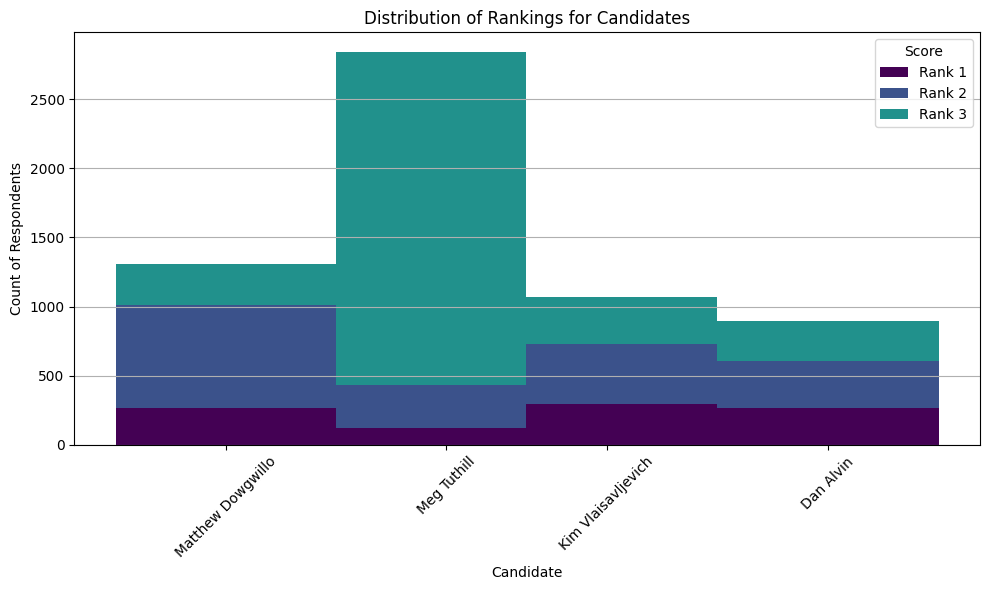 Distribution of Rankings for Candidates
Score
Rank 1
Rank 2
Rank 3
Count of Respondents
2500
2000
1500
1000
500
0
Matthew Dowgwillo
Meg Tuthill
Kim Vlaisavljevich
Dan Alvin
Candidate